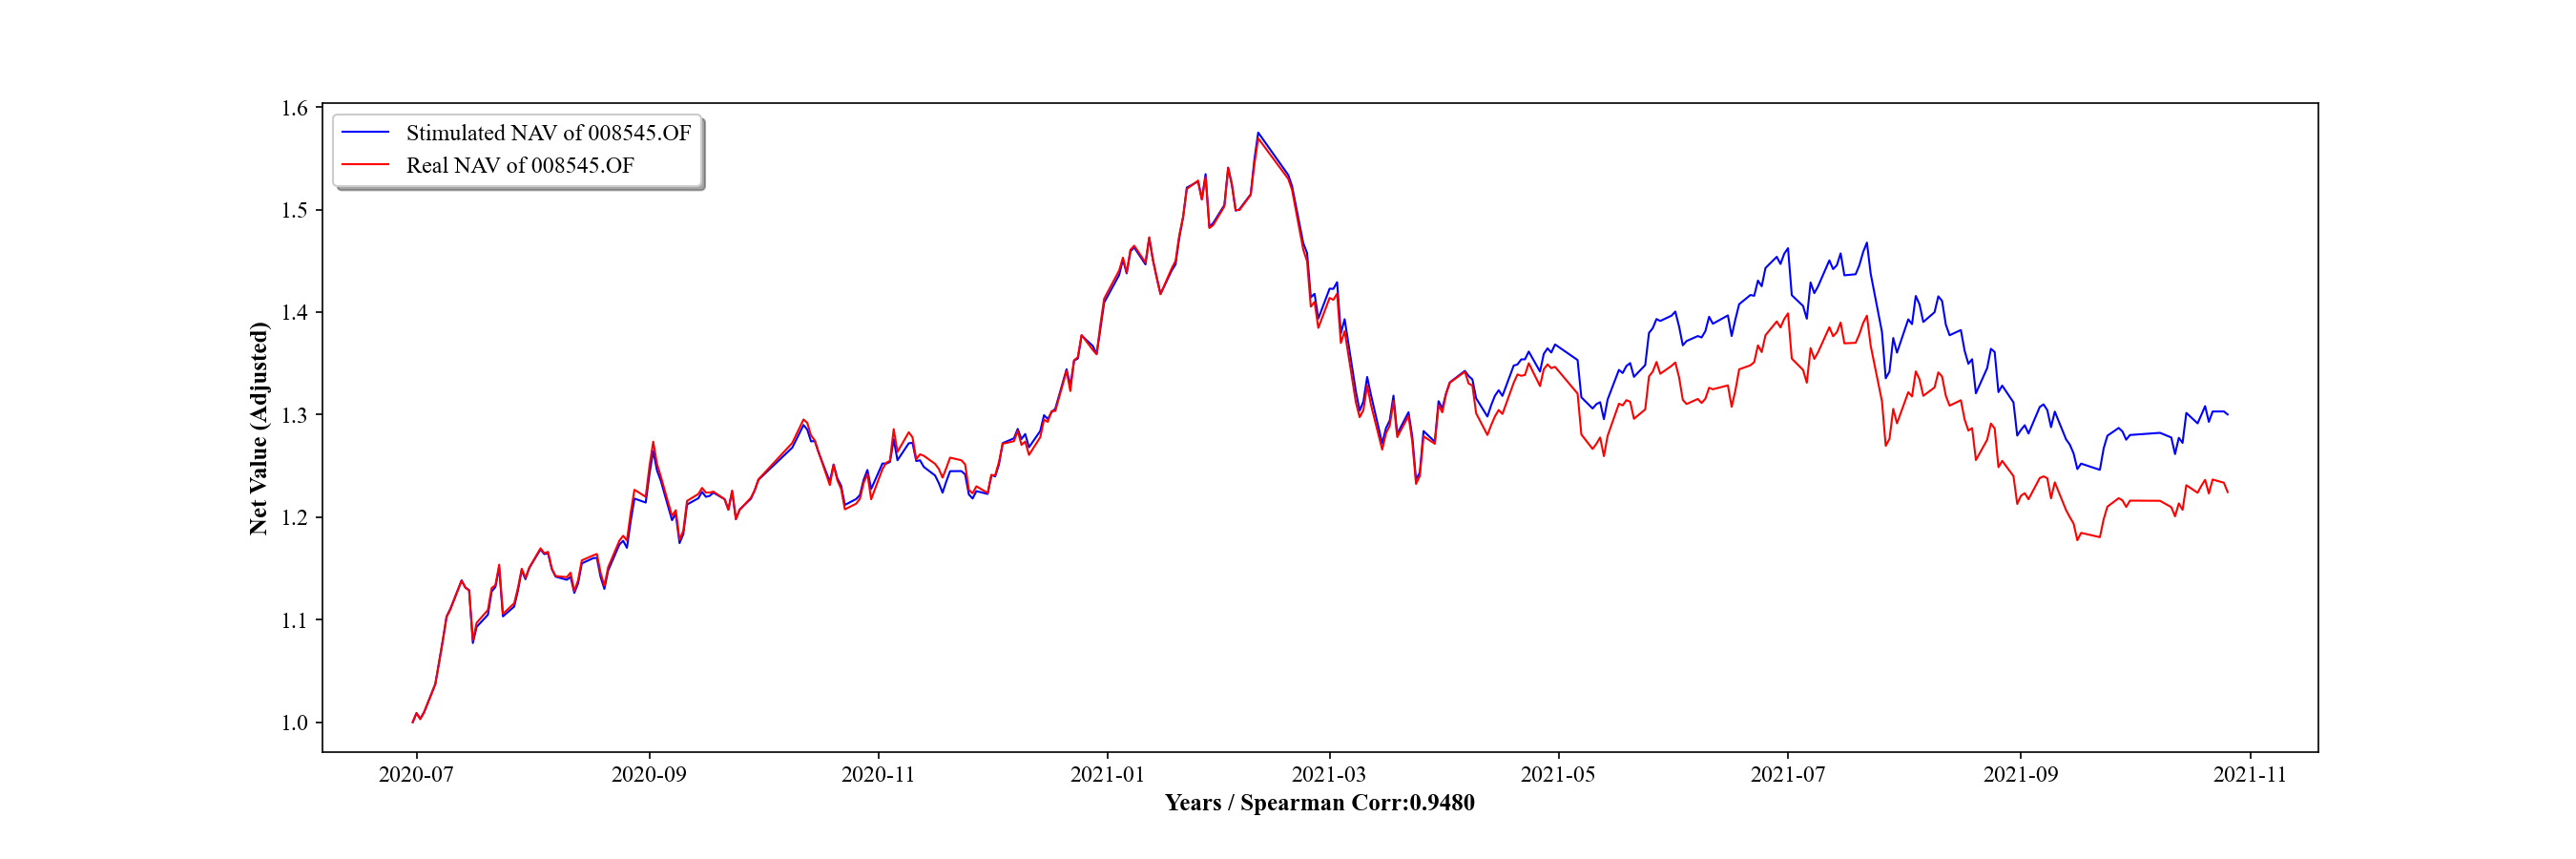 Stimulated NAV of 008545.OF
Real NAV of 008545.OF
Net Value (Adjusted)
1.6
1.5
1.4
1.3
1.2
1.1
1.0
2020-07 2020-09 2020-11 2021-01 2021-03 2021-05 2021-07 2021-09 2021-11
Years / Spearman Corr:0.9480